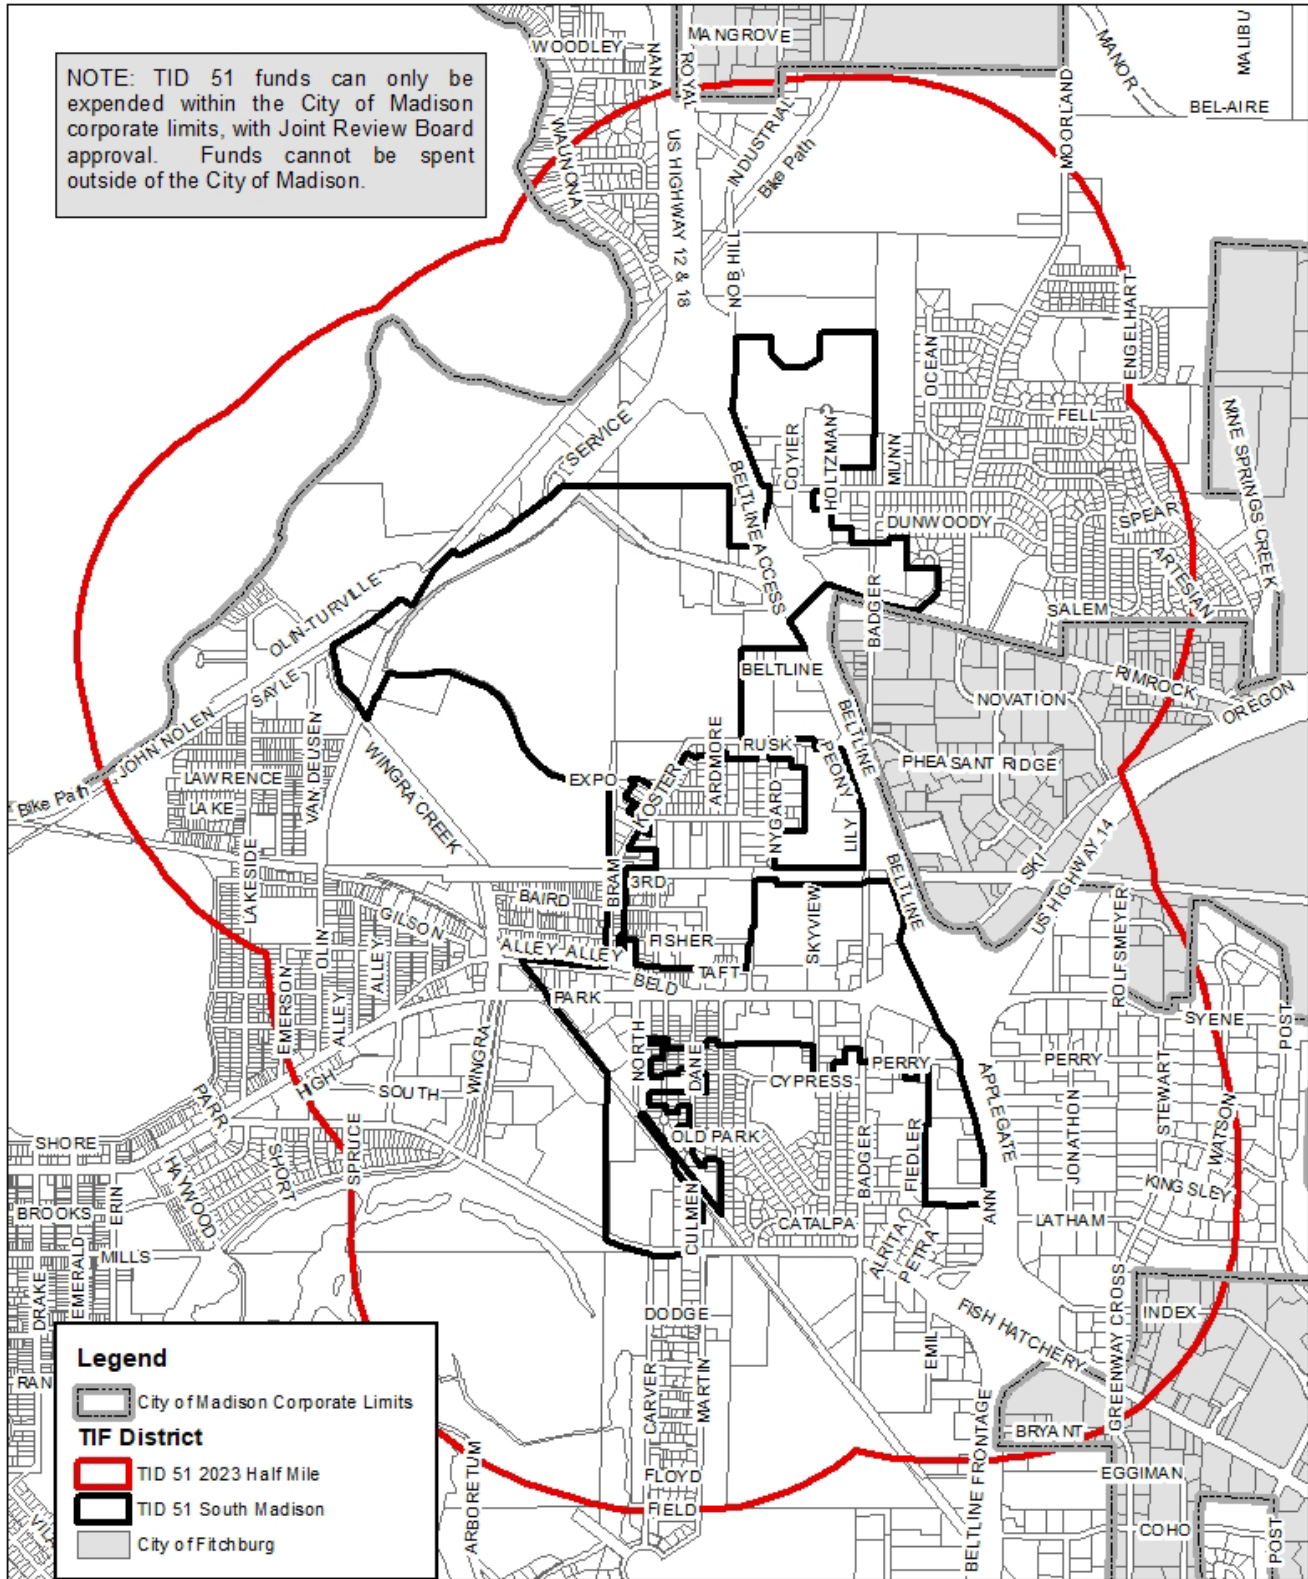 NOTE: TID 51 funds can only be
expended within the City of Madison
corporate limits, with Joint Review Board
approval. Funds cannot be spent
outside of the City of Madison.
WOODLEY
NANA
ROYAL
MANGROVE
MANOR
MALIBU
BEL-AIRE
MOORLAND
WAUNONA
US HIGHWAY 12 & 18
INDUSTRIAL
Bike Path
NOB HILL
ENGELHART
OCEAN
FELL
NINE SPRINGS CREEK
SERVICE
COYIER
HOLTZMAN
MUNN
BELTLINE ACCESS
DUNWOODY
SPEAR
ARTESIAN
OLIN-TURVILLE
BADGER
SALEM
SAYLE
BELTLINE
RIMROCK
NOVATION
OREGON
JOHN NOLEN
VAN DEUSEN
WINGRA CREEK
ARDMORE
RUSK
PEONY
BELTLINE
PHEASANT RIDGE
LAWRENCE
EXPO
KOSTER
Bike Path
LAKE
NYGARD
LILY
SKI
US HIGHWAY 14
LAKESIDE
BRAM
3RD
BELTLINE
BAIRD
SKYVIEW
ROLFSMEYER
GILSON
OLIN
ALLEY
ALLEY
ALLEY
FISHER
TAFT
BELD
PARK
EMERSON
ALLEY
SYENE
POST
NORTH
DANE
PERRY
PERRY
CYPRESS
WINGRA
HIGH
SOUTH
APPLEGATE
JONATHON
STEWART
WATSON
PARR
SHORE
HAYWOOD
SHORT
SPRUCE
OLD PARK
BADGER
FIEDLER
ANN
KINGSLEY
BROOKS
ERIN
CULMEN
CATALPA
LATHAM
MILLS
EMERALD
DRAKE
ALRITA
PETRA
DODGE
FISH HATCHERY
GREENWAY CROSS
INDEX
EMIL
RAN
CARVER
MARTIN
BRYANT
ARBORETUM
FLOYD
FIELD
BELTLINE FRONTAGE
EGGIMAN
COHO
POST
Legend
City of Madison Corporate Limits
TIF District
TID 51 2023 Half Mile
TID 51 South Madison
City of Fitchburg